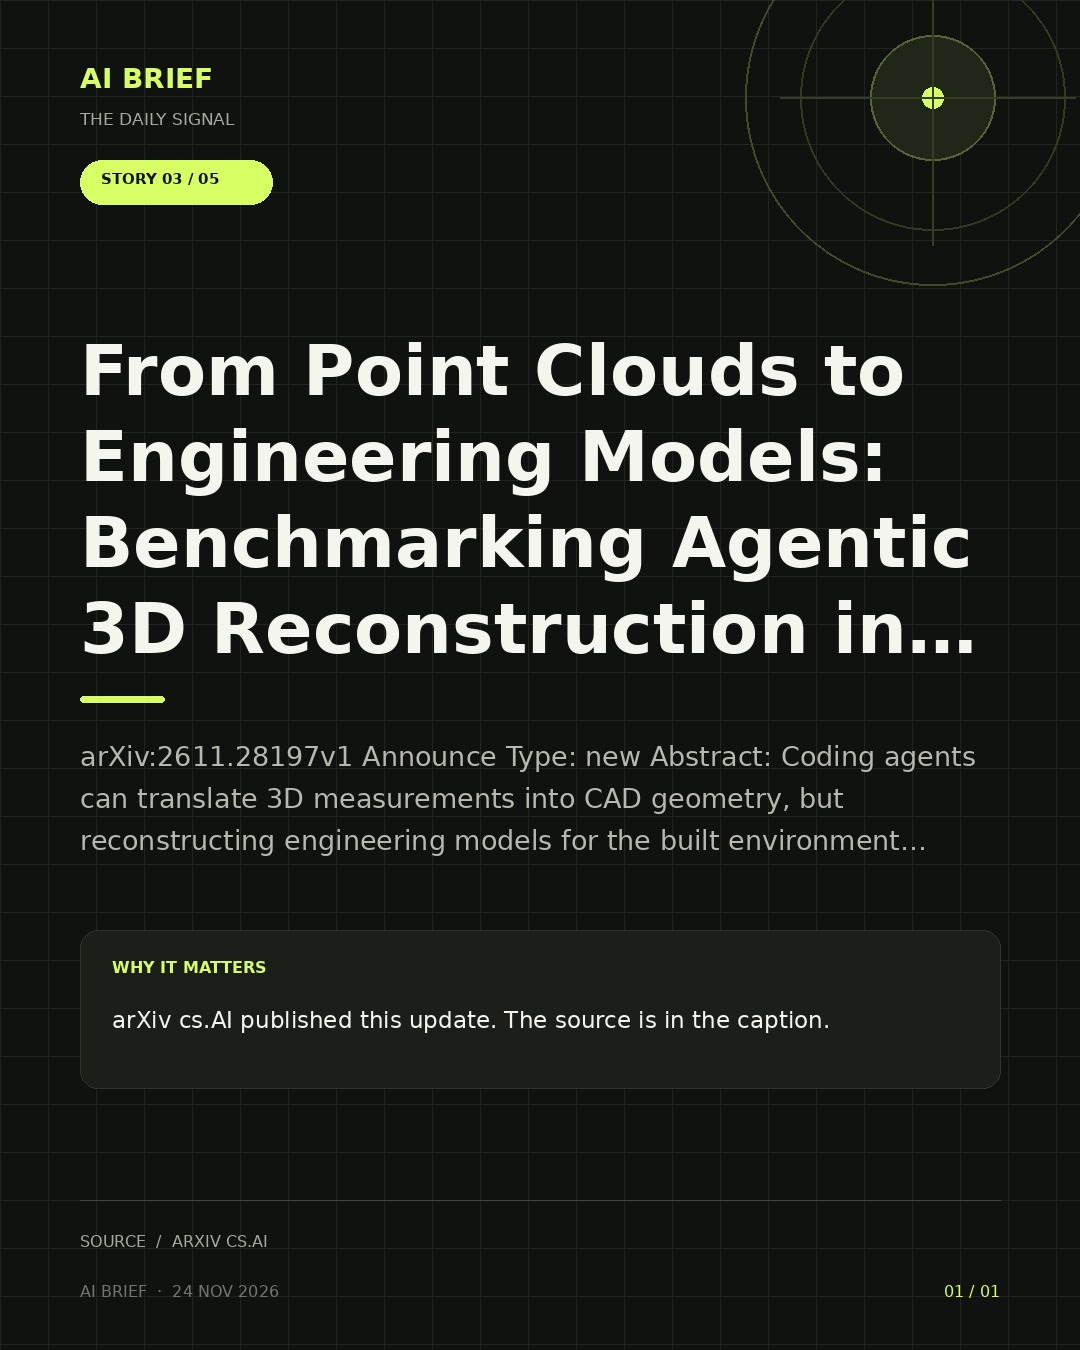 AI BRIEF
THE DAILY SIGNAL
STORY 03 / 05
From Point Clouds to
Engineering Models:
Benchmarking Agentic
3D Reconstruction in…
arXiv:2611.28197v1 Announce Type: new Abstract: Coding agents
can translate 3D measurements into CAD geometry, but
reconstructing engineering models for the built environment…
WHY IT MATTERS
arXiv cs.AI published this update. The source is in the caption.
SOURCE / ARXIV CS.AI
AI BRIEF · 24 NOV 2026
01 / 01